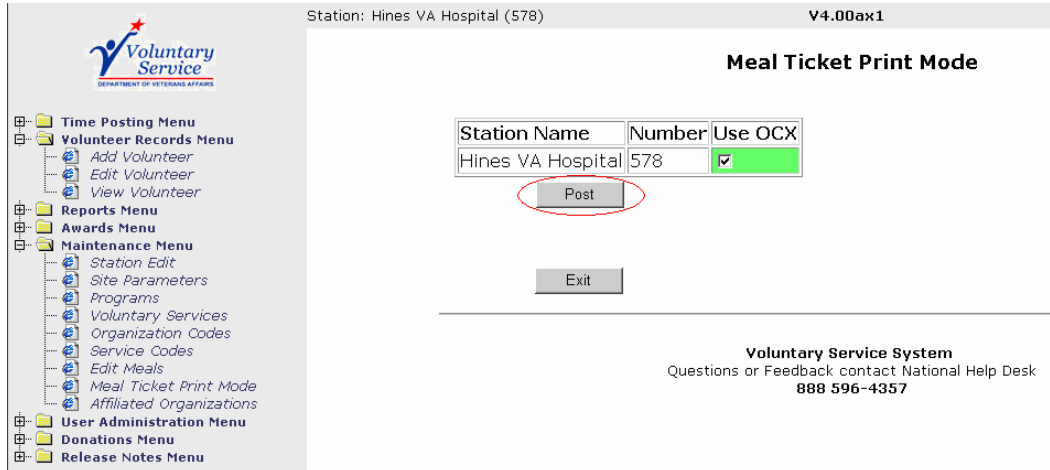 Station: Hines VA Hospital (578) V4.00ax1
Voluntary
Service
DEPARTMENT OF VETERANS AFFAIRS
Time Posting Menu
Volunteer Records Menu
Add Volunteer
Edit Volunteer
View Volunteer
Reports Menu
Awards Menu
Maintenance Menu
Station Edit
Site Parameters
Programs
Voluntary Services
Organization Codes
Service Codes
Edit Meals
Meal Ticket Print Mode
Affiliated Organizations
User Administration Menu
Donations Menu
Release Notes Menu
Meal Ticket Print Mode
Station Name Number Use OCX
Hines VA Hospital 578
Post
Exit
Voluntary Service System
Questions or Feedback contact National Help Desk
888 596-4357